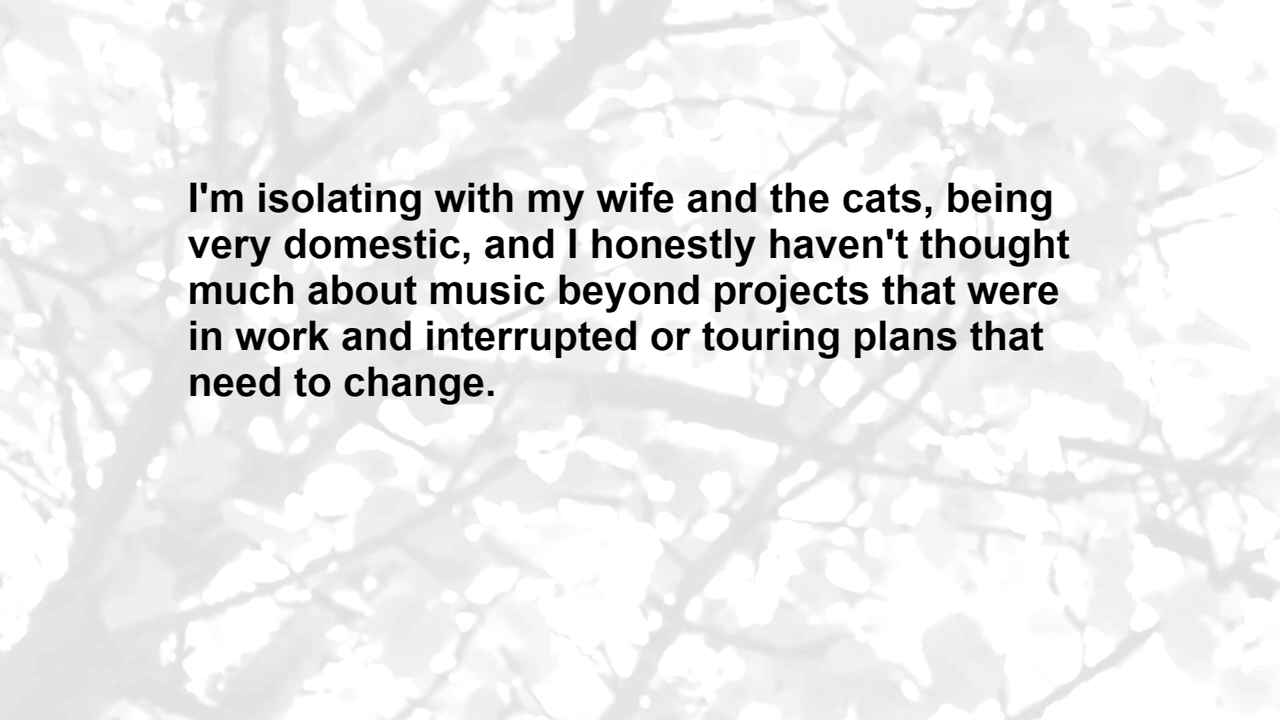 I'm isolating with my wife and the cats, being
very domestic, and I honestly haven't thought
much about music beyond projects that were
in work and interrupted or touring plans that
need to change.